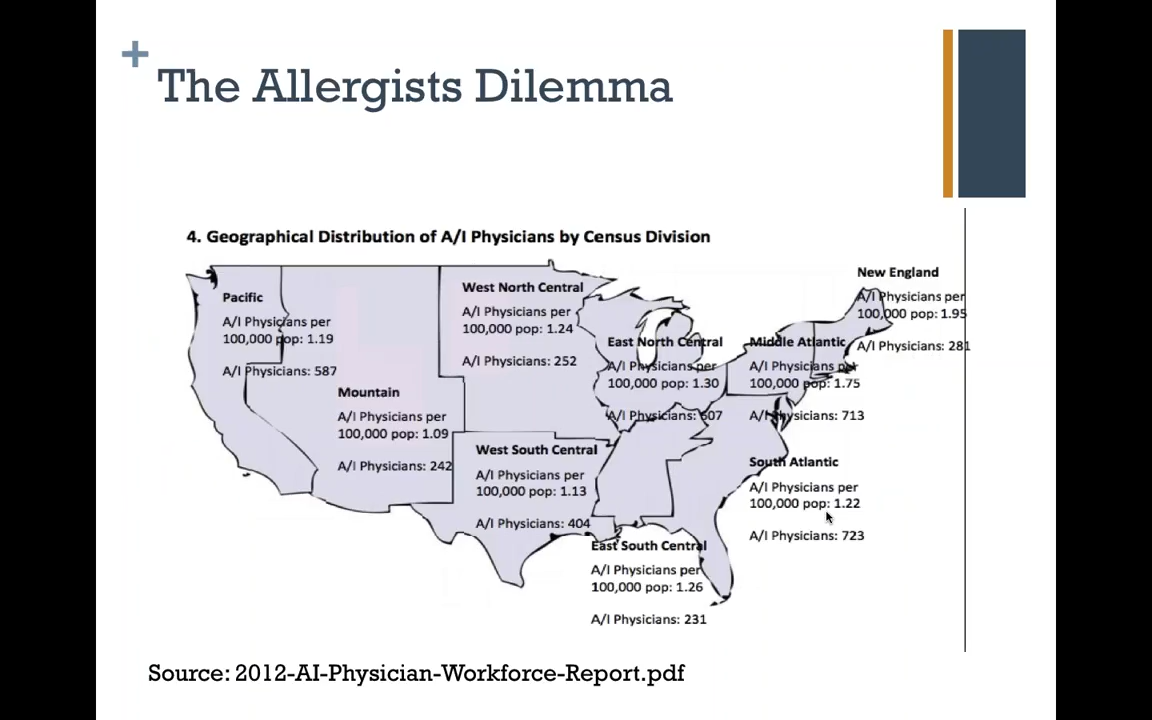 +
The Allergists Dilemma
4. Geographical Distribution of A/I Physicians by Census Division
Pacific
A/I Physicians per
100,000 pop: 1.19
A/I Physicians: 587
Mountain
A/I Physicians per
100,000 pop: 1.09
A/I Physicians: 242
West North Central
A/I Physicians per
100,000 pop: 1.24
A/I Physicians: 252
West South Central
A/I Physicians per
100,000 pop: 1.13
A/I Physicians: 404
East North Central
A/I Physicians per
100,000 pop: 1.30
A/I Physicians: 607
East South Central
A/I Physicians per
100,000 pop: 1.26
A/I Physicians: 231
Middle Atlantic
A/I Physicians per
100,000 pop: 1.75
A/I Physicians: 713
South Atlantic
A/I Physicians per
100,000 pop: 1.22
A/I Physicians: 723
New England
A/I Physicians per
100,000 pop: 1.95
A/I Physicians: 281
Source: 2012-AI-Physician-Workforce-Report.pdf